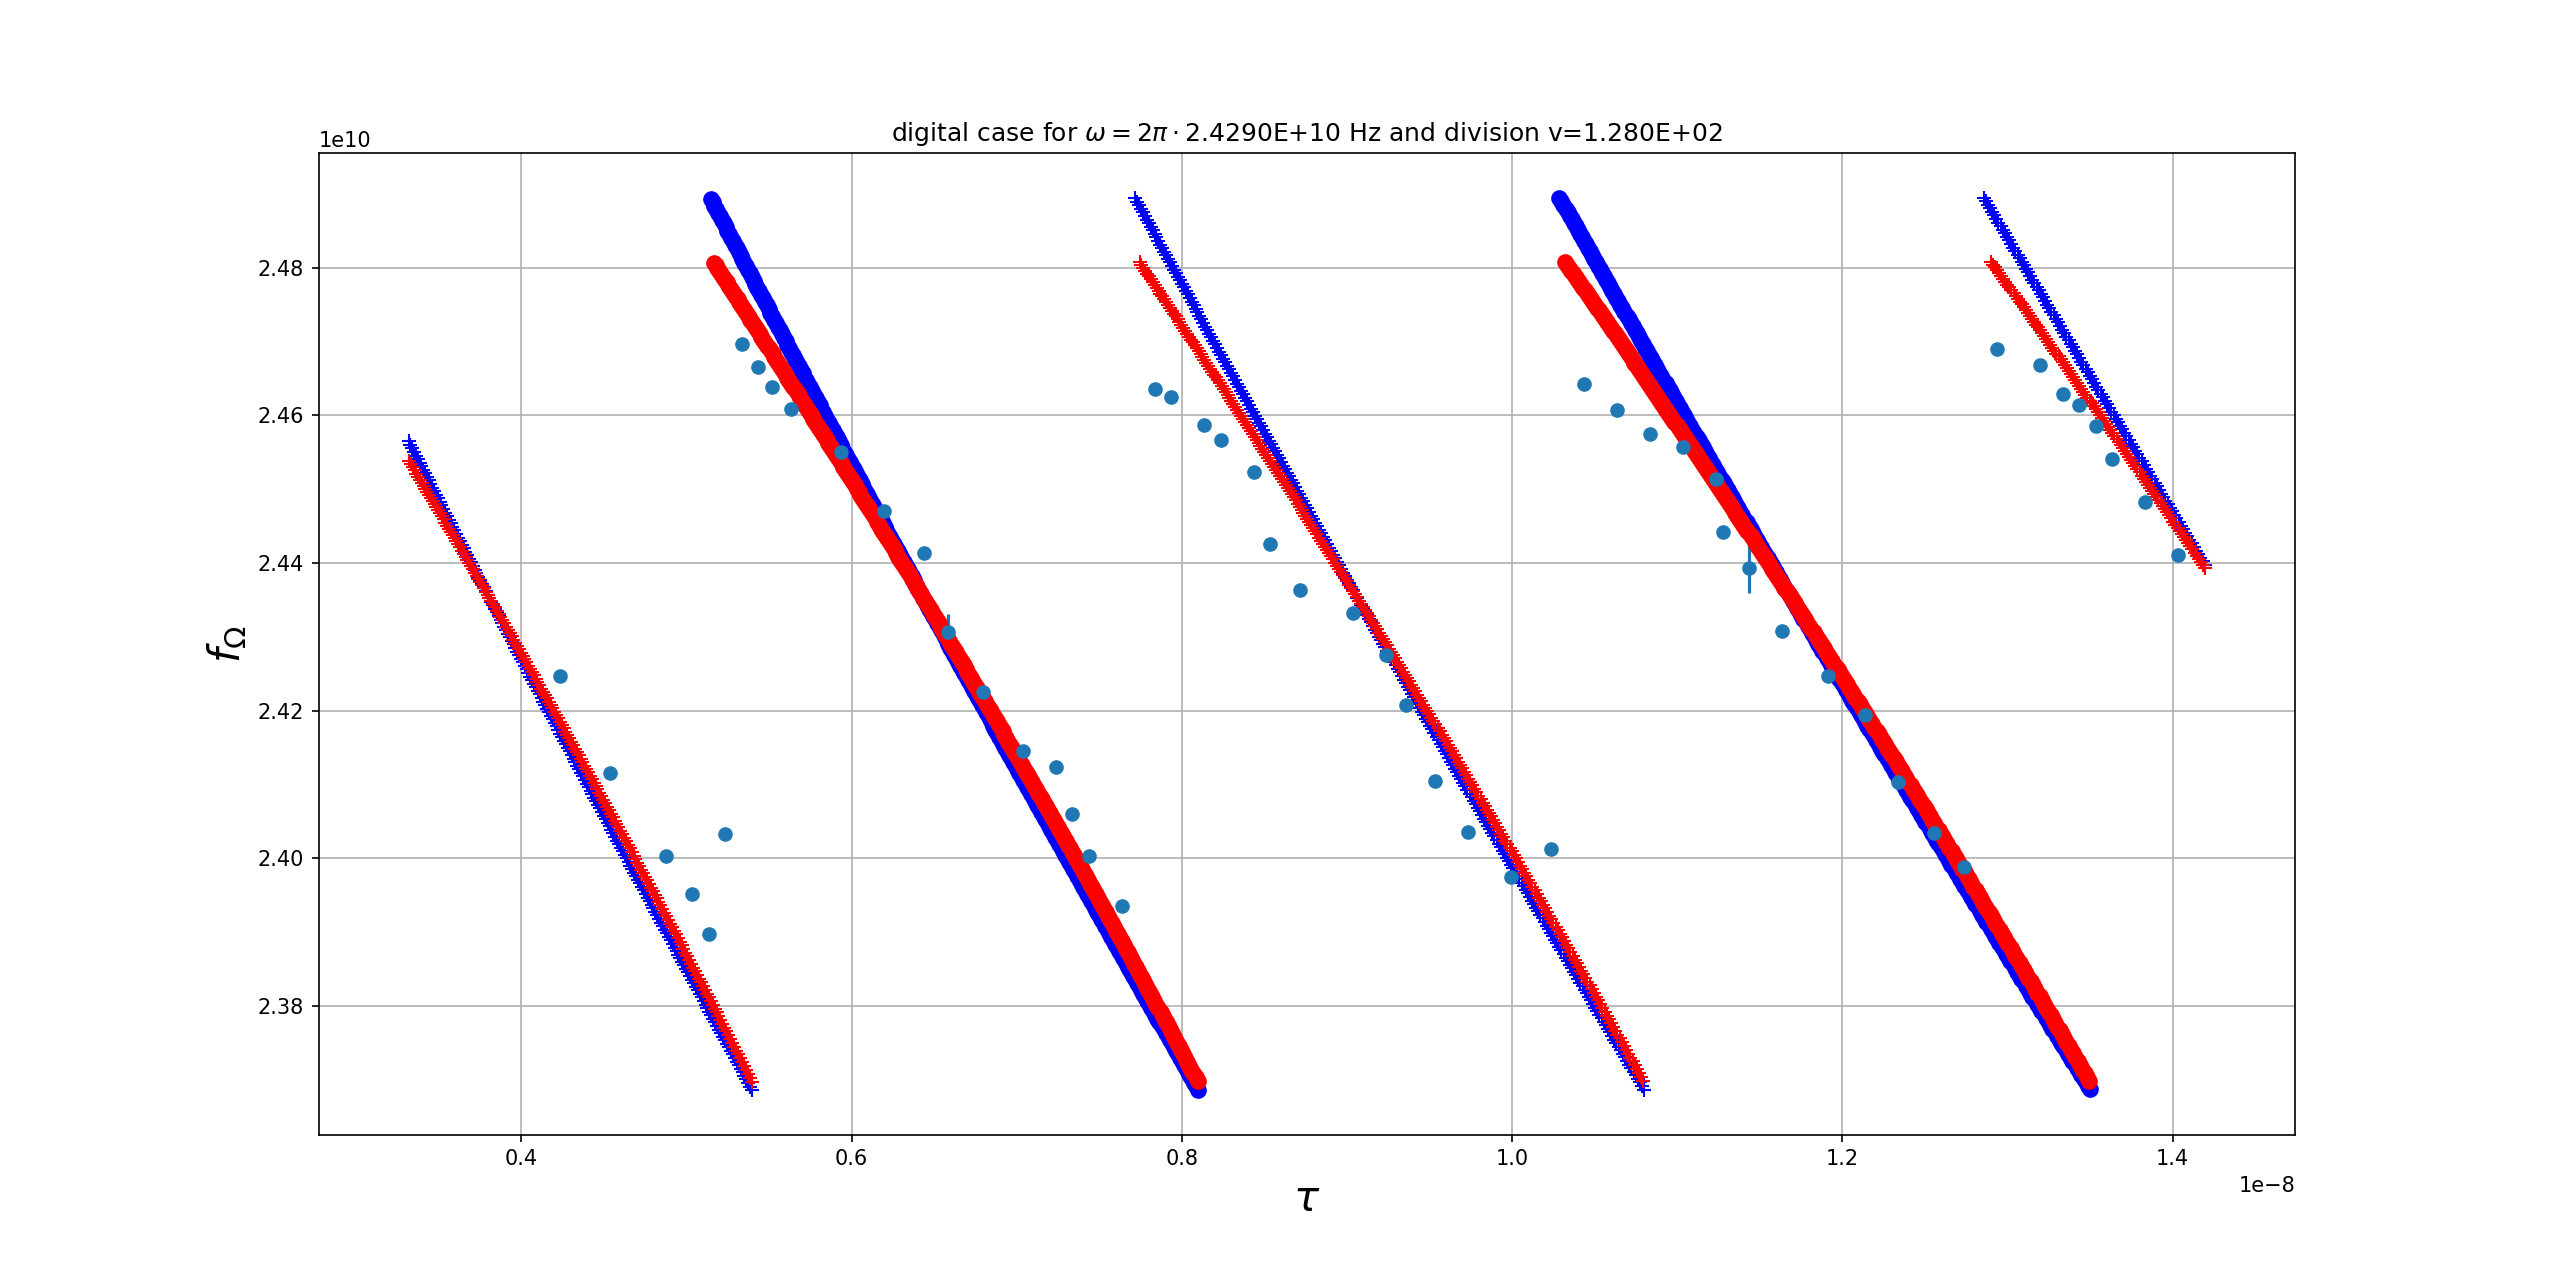 digital case for ω = 2π · 2.4290E+10 Hz and division v=1.280E+02
1e10
2.48
2.46
2.44
2.42
2.40
2.38
fΩ
0.4 0.6 0.8 1.0 1.2 1.4
1e−8
τ